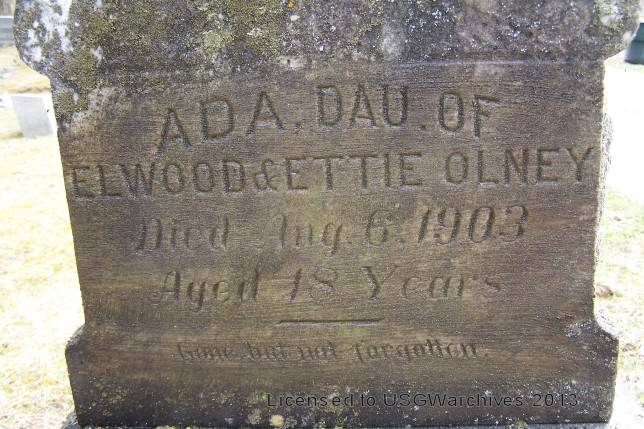 ADA, DAU. OF
ELWOOD & ETTIE OLNEY
Died Aug. 6. 1903
Aged 18 Years
Gone, but not forgotten.
Licensed to USGWarchives 2013